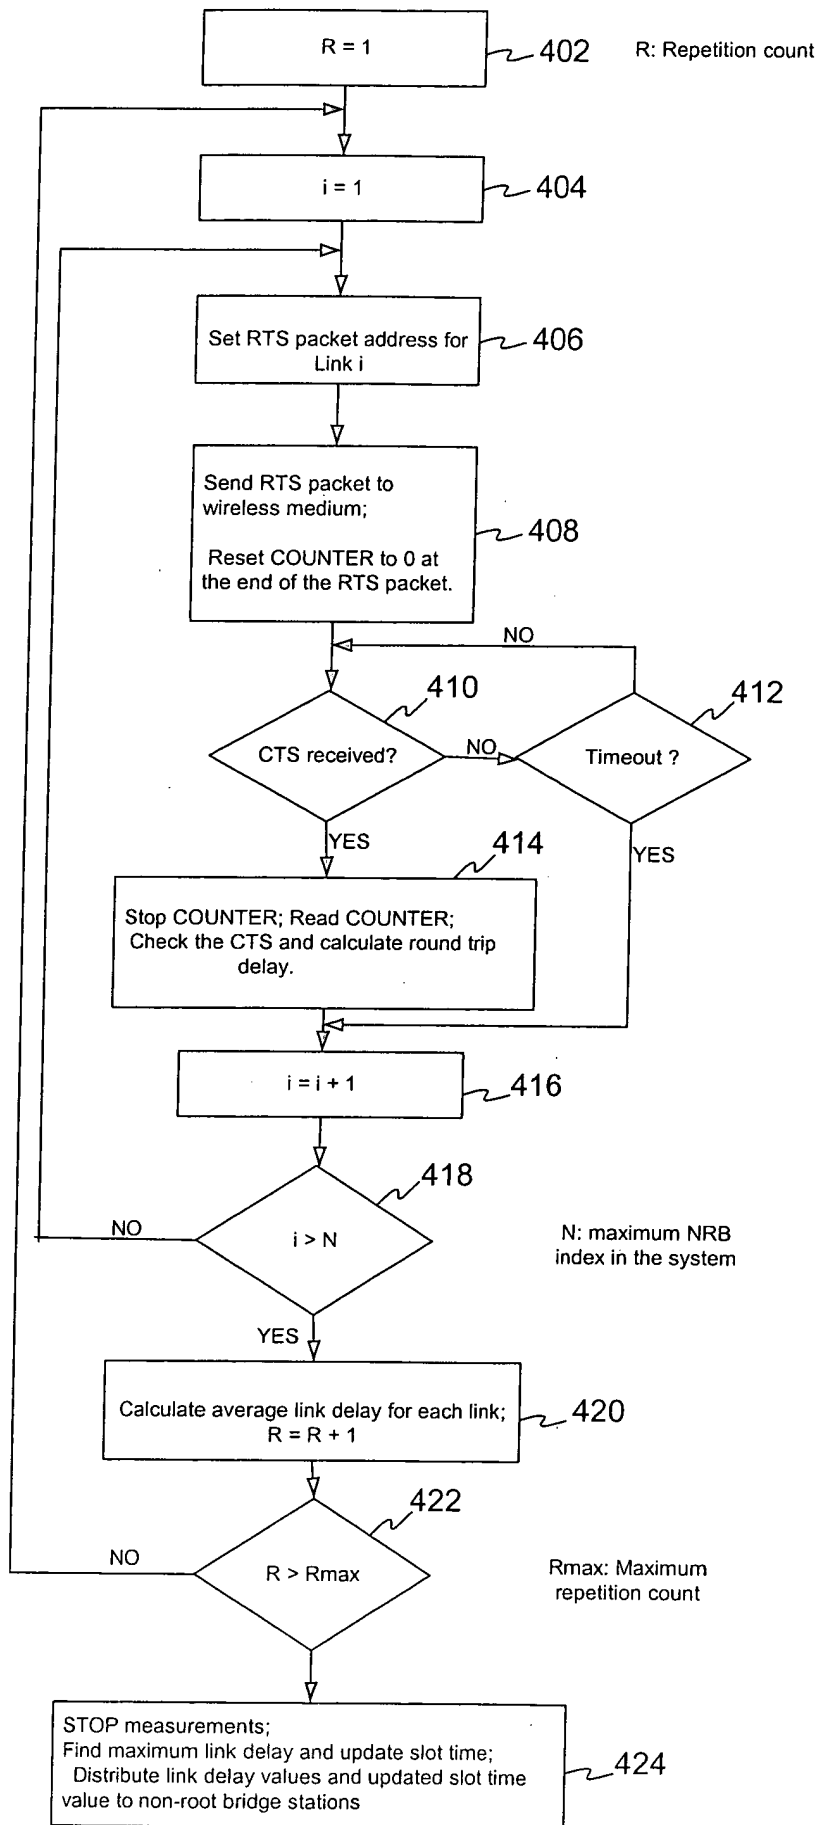 R = 1
402
R: Repetition count
i = 1
404
Set RTS packet address for
Link i
406
Send RTS packet to
wireless medium;
Reset COUNTER to 0 at
the end of the RTS packet.
408
NO
410
412
CTS received?
NO
Timeout ?
YES
414
YES
Stop COUNTER; Read COUNTER;
Check the CTS and calculate round trip
delay.
i = i + 1
416
418
NO
i > N
N: maximum NRB
index in the system
YES
Calculate average link delay for each link;
R = R + 1
420
422
NO
R > Rmax
Rmax: Maximum
repetition count
STOP measurements;
Find maximum link delay and update slot time;
Distribute link delay values and updated slot time
value to non-root bridge stations
424